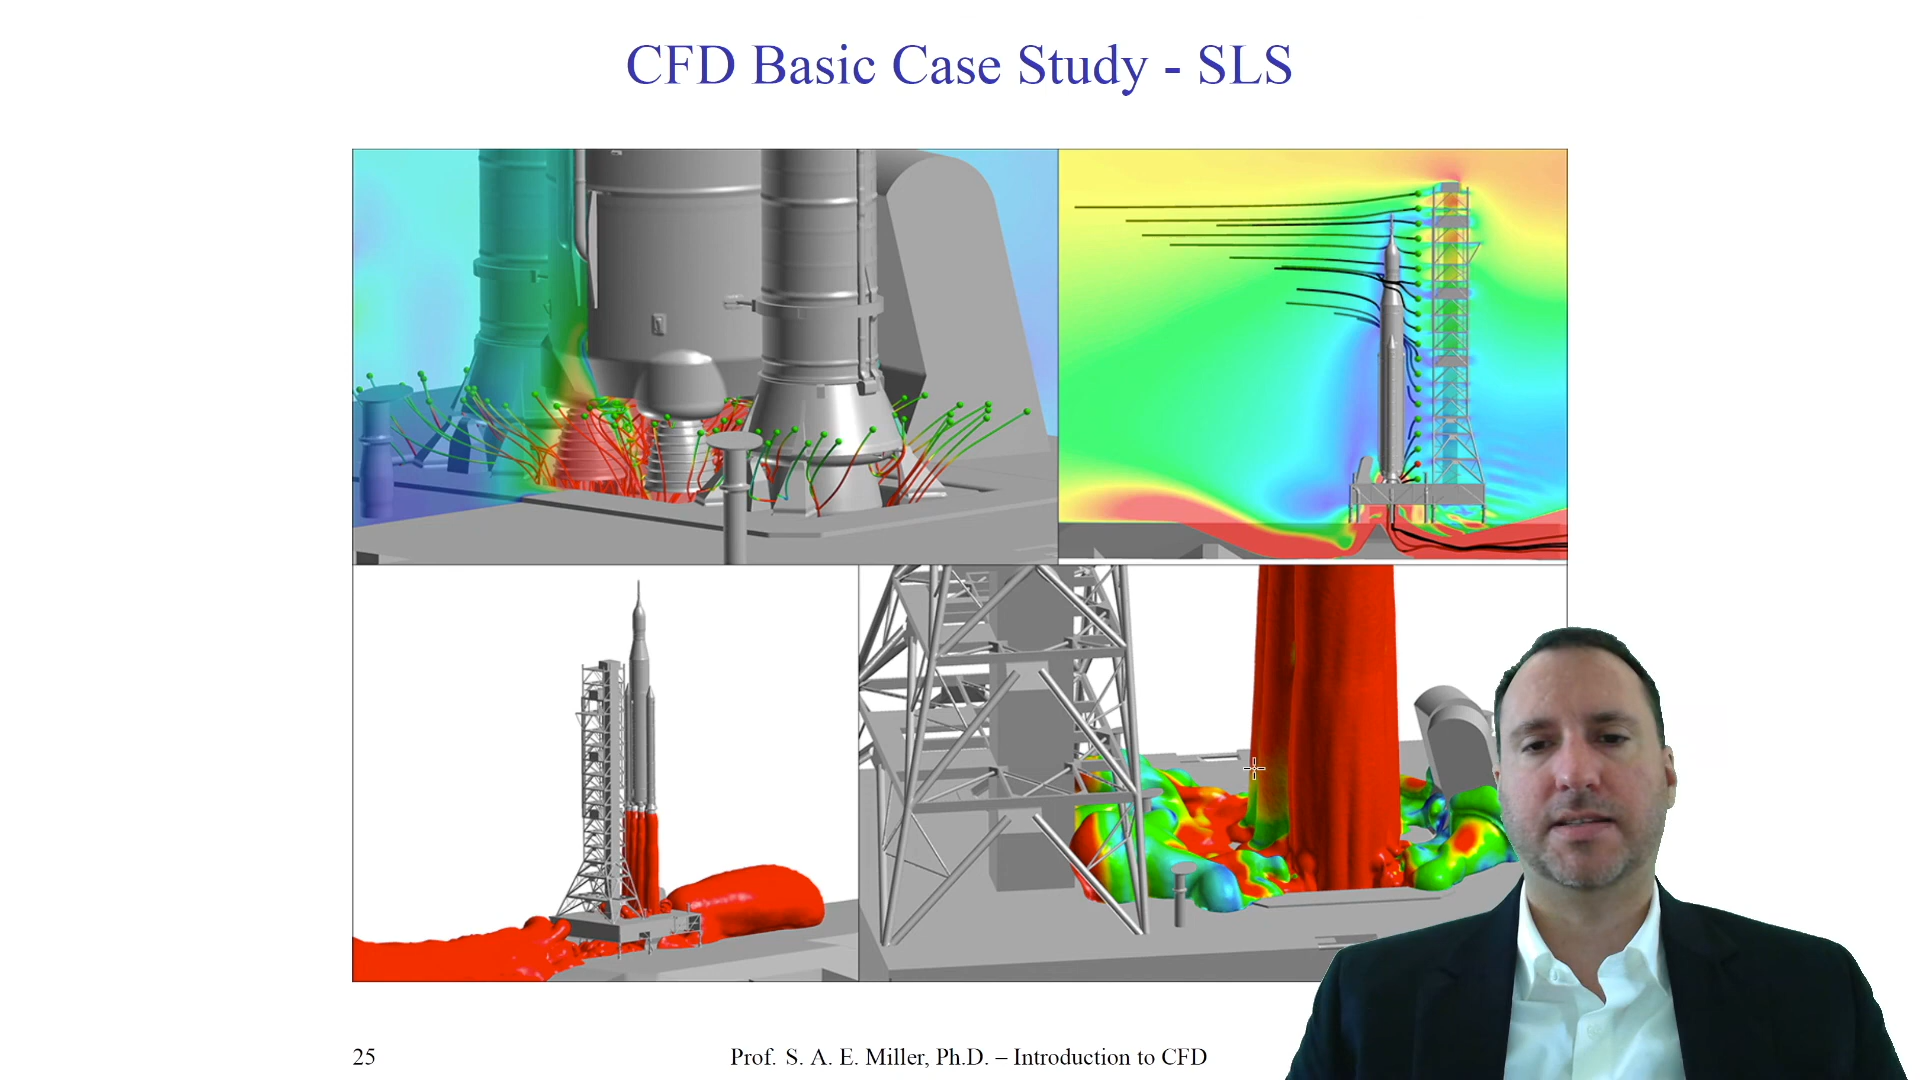 CFD Basic Case Study - SLS
25
Prof. S. A. E. Miller, Ph.D. – Introduction to CFD